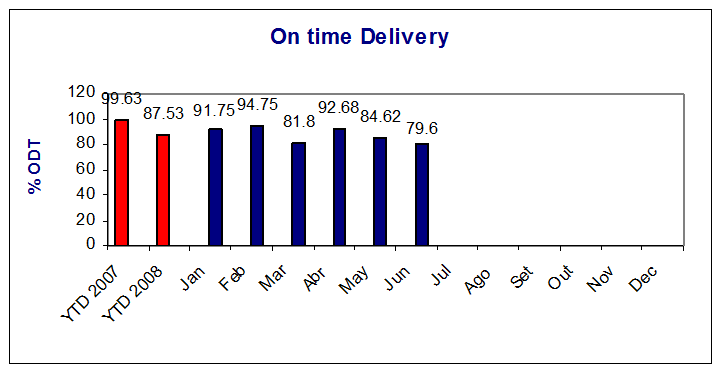 On time Delivery
% ODT
120
100
80
60
40
20
0
99.63
87.53
91.75
94.75
81.8
92.68
84.62
79.6
YTD 2007
YTD 2008
Jan
Feb
Mar
Abr
May
Jun
Jul
Ago
Set
Out
Nov
Dec